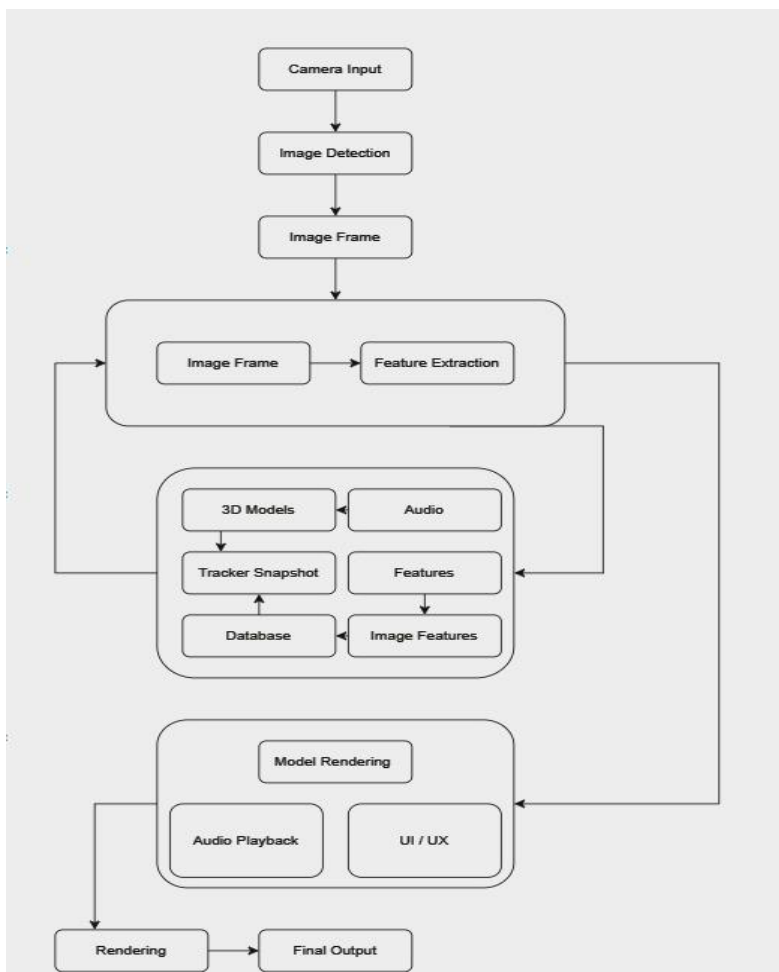 Camera Input
Image Detection
Image Frame
Image Frame
Feature Extraction
3D Models
Audio
Tracker Snapshot
Features
Database
Image Features
Model Rendering
Audio Playback
UI / UX
Rendering
Final Output